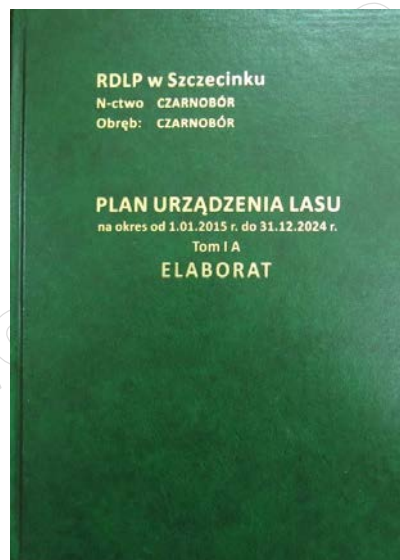 RDLP w Szczecinku
N-ctwo CZARNOBÓR
Obręb: CZARNOBÓR
PLAN URZĄDZENIA LASU
na okres od 1.01.2015 r. do 31.12.2024 r.
Tom I A
ELABORAT